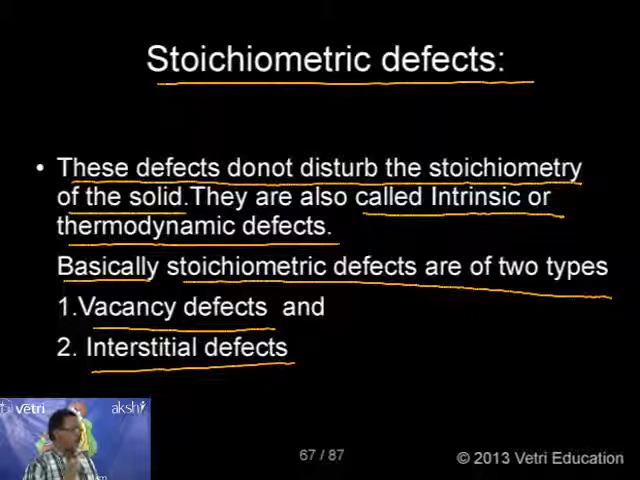 Stoichiometric defects:
• These defects donot disturb the stoichiometry
of the solid.They are also called Intrinsic or
thermodynamic defects.
Basically stoichiometric defects are of two types
1.Vacancy defects and
2. Interstitial defects
vetri akshi
67 / 87
© 2013 Vetri Education